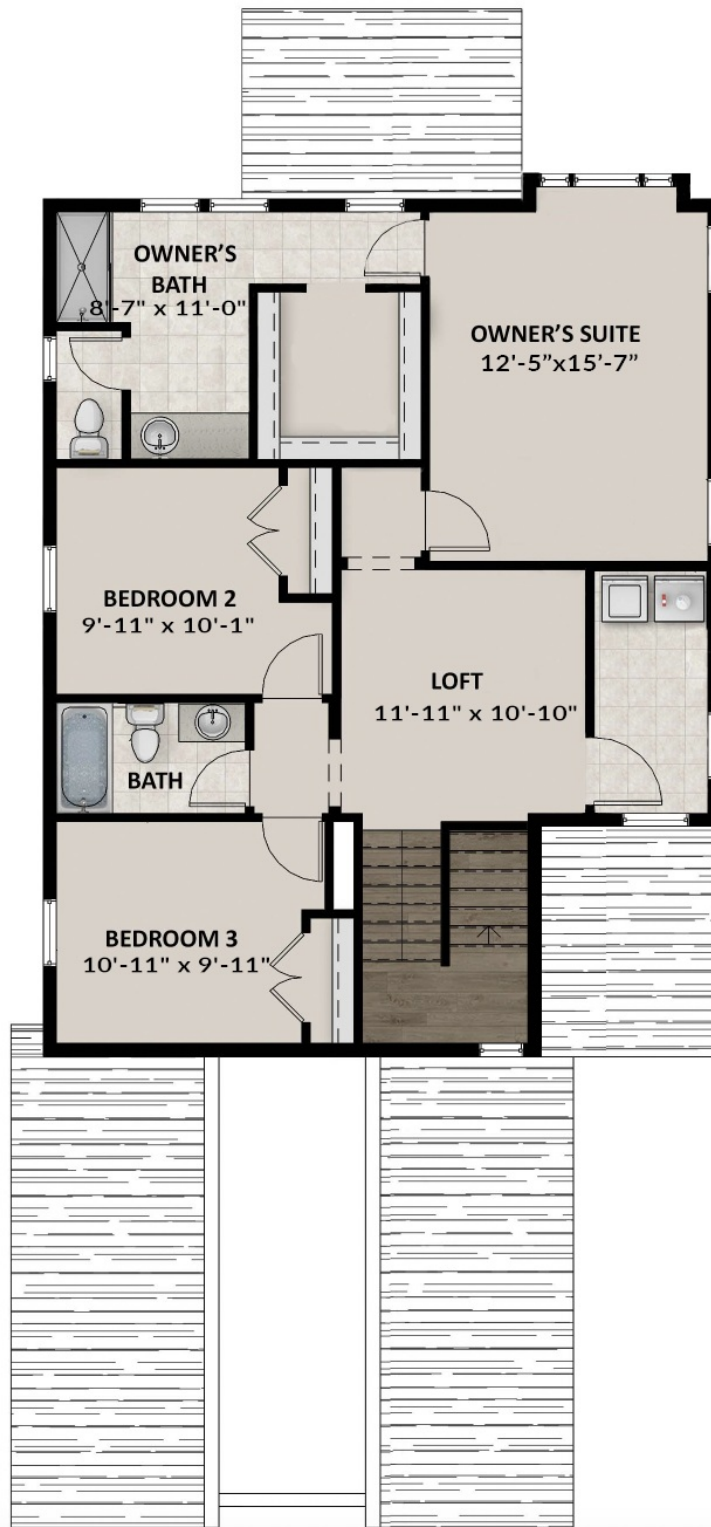 OWNER'S
BATH
8'-7" x 11'-0"
OWNER'S SUITE
12'-5”x15’-7”
BEDROOM 2
9'-11" x 10'-1"
LOFT
11'-11" x 10'-10"
BATH
BEDROOM 3
10'-11" x 9'-11"